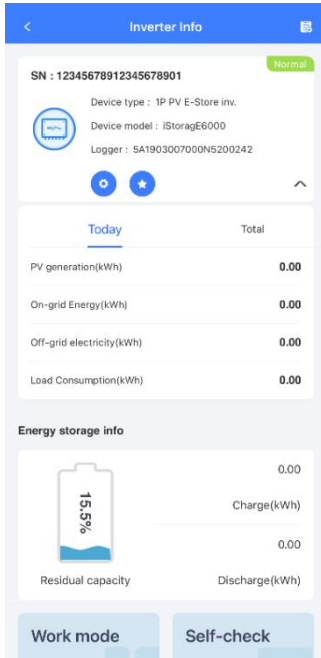 Inverter Info
Normal
SN : 12345678912345678901
Device type : 1P PV E-Store inv.
Device model : iStoragE6000
Logger : 5A1903007000N5200242
Today
Total
PV generation(kWh) 0.00
On-grid Energy(kWh) 0.00
Off-grid electricity(kWh) 0.00
Load Consumption(kWh) 0.00
Energy storage info
15.5%
Residual capacity
0.00
Charge(kWh)
0.00
Discharge(kWh)
Work mode
Self-check